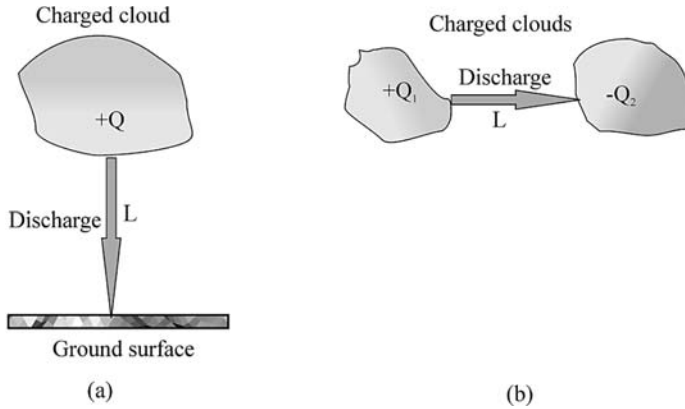 Charged cloud
+Q
Discharge
L
Ground surface
(a)
Charged clouds
+Q1
Discharge
L
-Q2
(b)